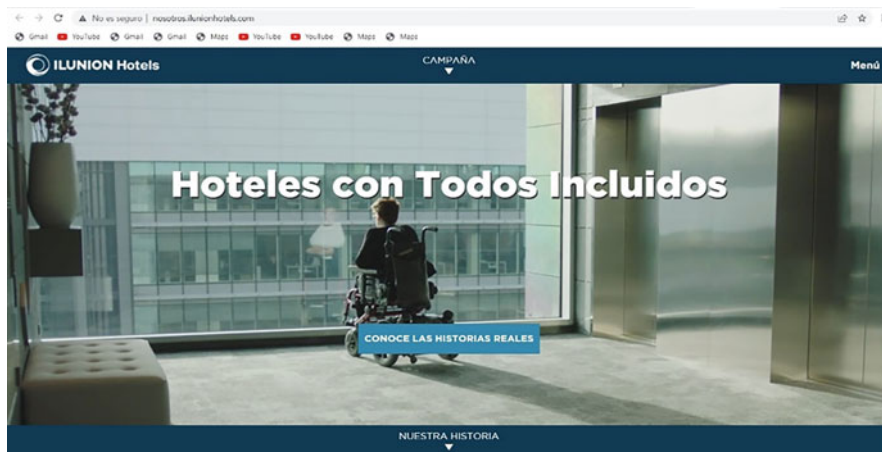 No es seguro | nosotros.ilunionhotels.com
Gmail YouTube Gmail Gmail Maps YouTube YouTube Maps Maps
ILUNION Hotels
CAMPAÑA
Menú
Hoteles con Todos Incluidos
CONOCE LAS HISTORIAS REALES
NUESTRA HISTORIA